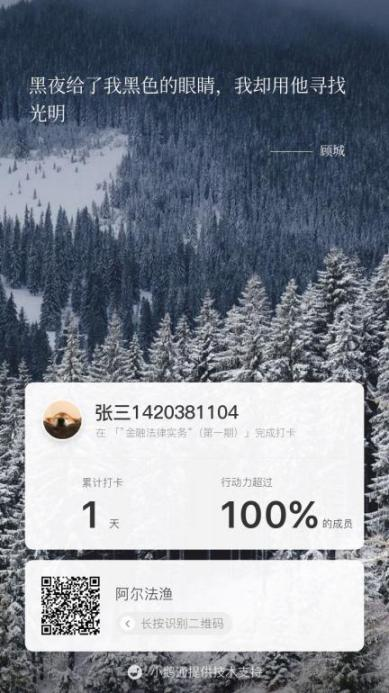 黑夜给了我黑色的眼睛，我却用他寻找
光明
——— 顾城
张三1420381104
在「"金融法律实务"（第一期）」完成打卡
累计打卡
1 天
行动力超过
100% 的成员
阿尔法渔
长按识别二维码
小鹅通提供技术支持